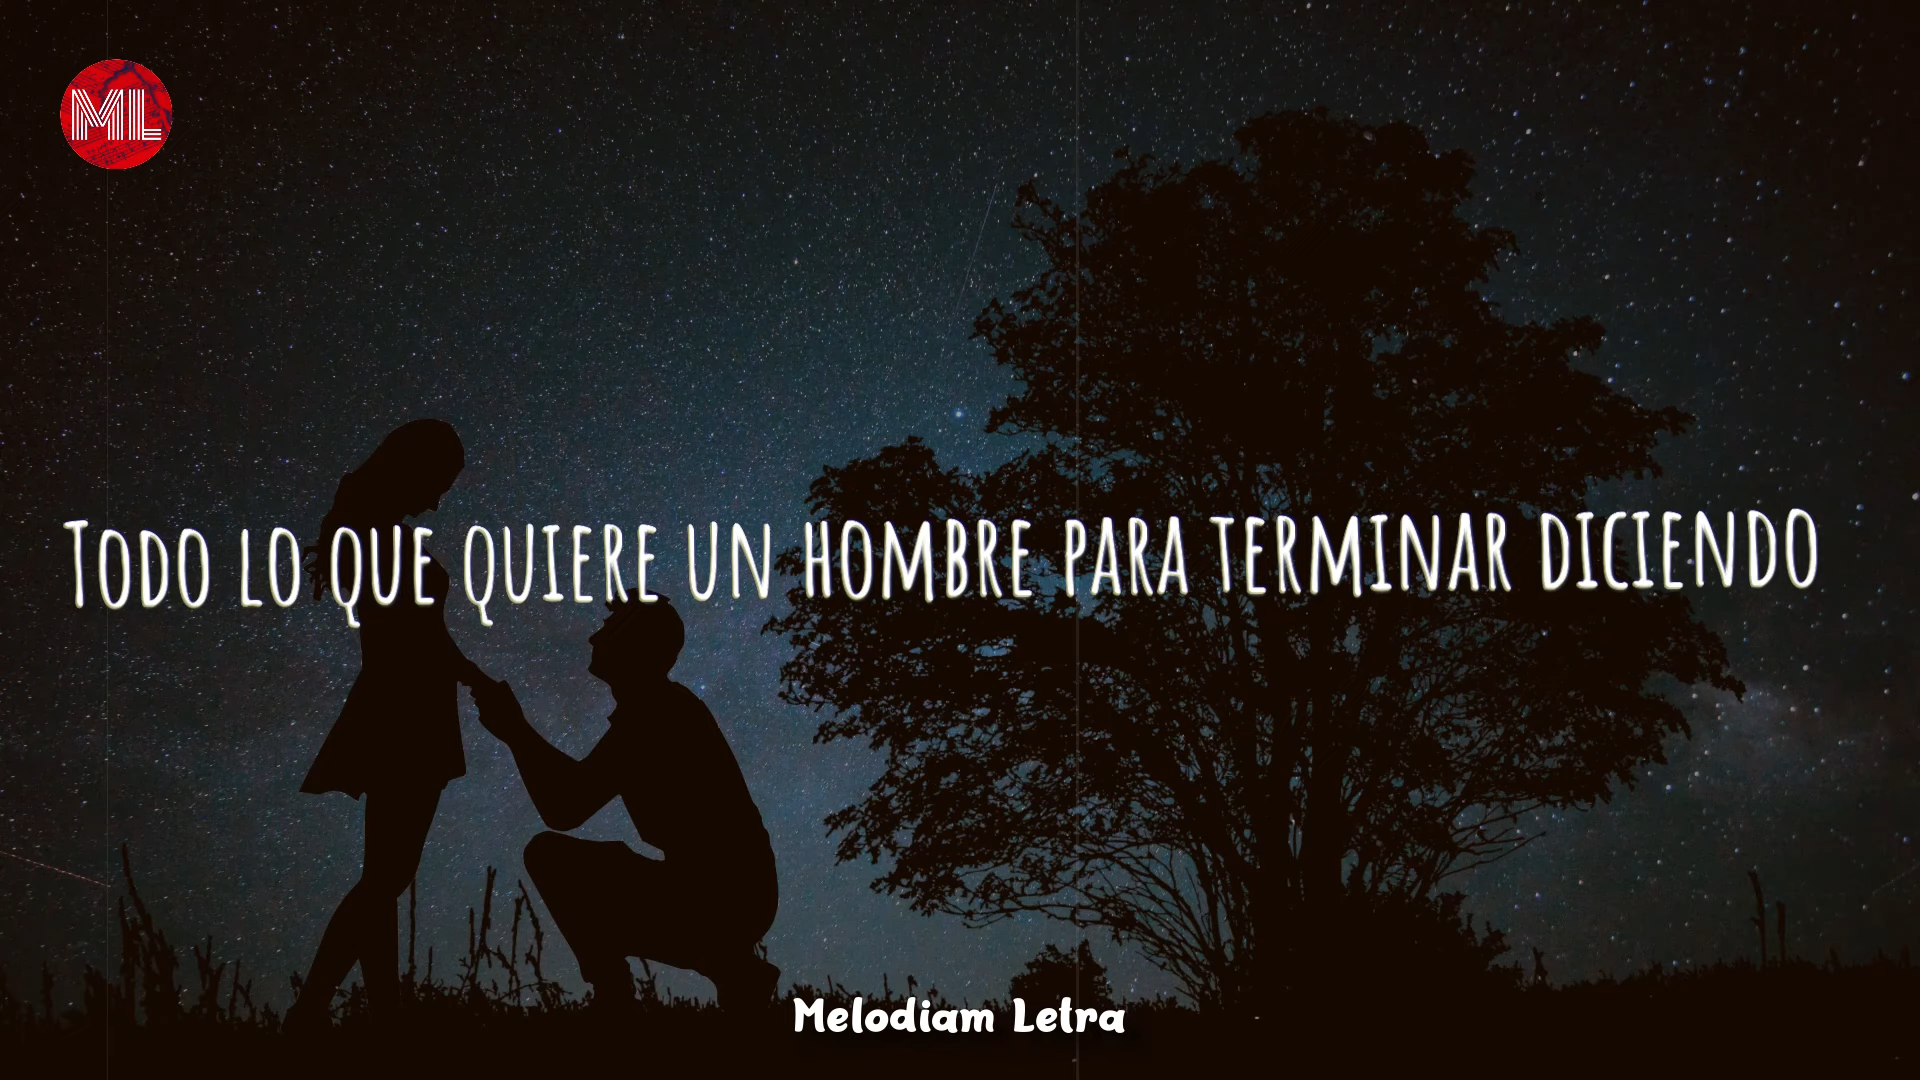 ML
Todo lo que quiere un hombre para terminar diciendo
Melodiam Letra